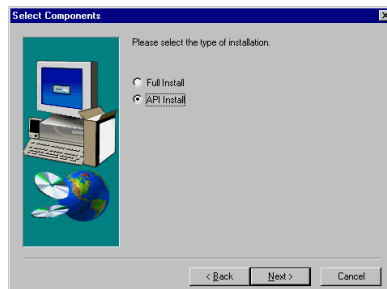 Select Components
Please select the type of installation.
Full Install
API Install
< Back
Next >
Cancel